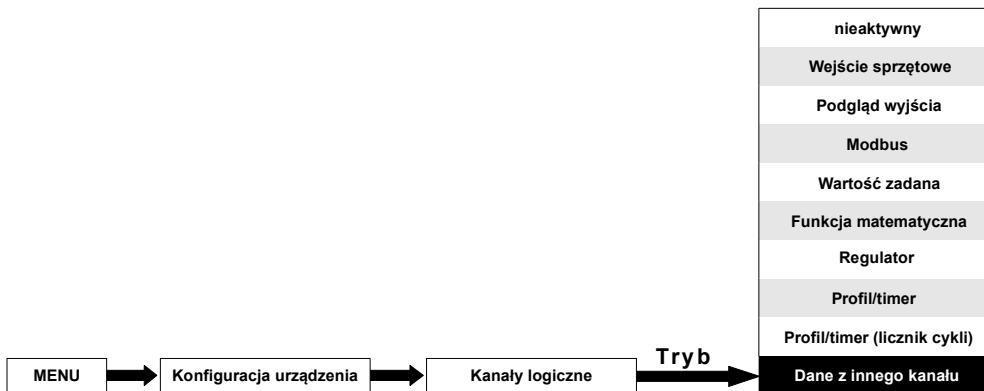 nieaktywny
Wejście sprzętowe
Podgląd wyjścia
Modbus
Wartość zadana
Funkcja matematyczna
Regulator
Profil/timer
Profil/timer (licznik cykli)
MENU
Konfiguracja urządzenia
Kanały logiczne
Tryb
Dane z innego kanału